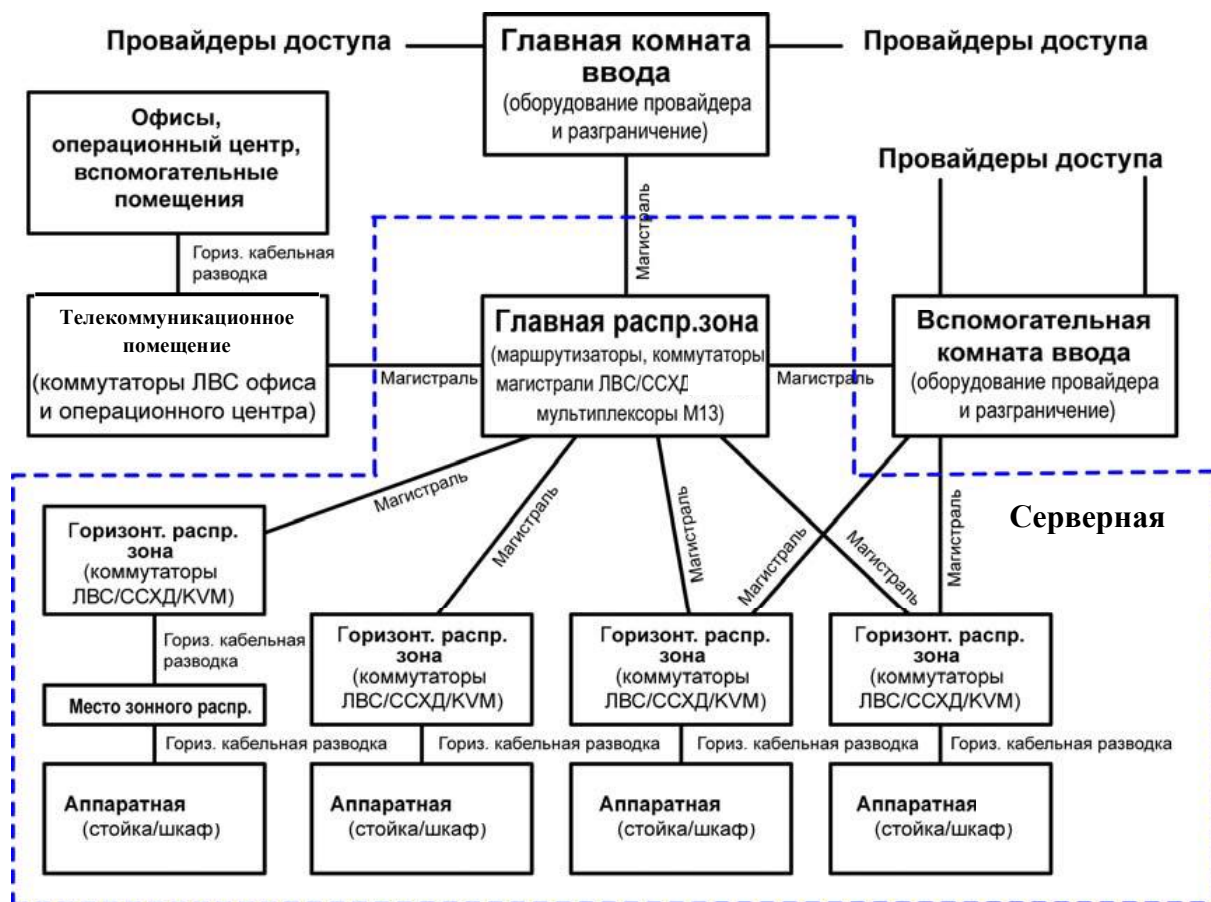 Провайдеры доступа
Главная комната
ввода
(оборудование провайдера
и разграничение)
Провайдеры доступа
Офисы,
операционный центр,
вспомогательные
помещения
Провайдеры доступа
Магистраль
Гориз. кабельная
разводка
Телекоммуникационное
помещение
(коммутаторы ЛВС офиса
и операционного центра)
Магистраль
Главная распр.зона
(маршрутизаторы, коммутаторы
магистрали ЛВС/ССХД
мультиплексоры М13)
Магистраль
Вспомогательная
комната ввода
(оборудование провайдера
и разграничение)
Магистраль
Магистраль
Магистраль
Магистраль
Магистраль
Магистраль
Серверная
Горизонт. распр.
зона
(коммутаторы
ЛВС/ССХД/KVM)
Гориз. кабельная
разводка
Место зонного распр.
Горизонт. распр.
зона
(коммутаторы
ЛВС/ССХД/KVM)
Горизонт. распр.
зона
(коммутаторы
ЛВС/ССХД/KVM)
Горизонт. распр.
зона
(коммутаторы
ЛВС/ССХД/KVM)
Гориз. кабельная разводка
Гориз. кабельная разводка
Гориз. кабельная разводка
Гориз. кабельная разводка
Аппаратная
(стойка/шкаф)
Аппаратная
(стойка/шкаф)
Аппаратная
(стойка/шкаф)
Аппаратная
(стойка/шкаф)